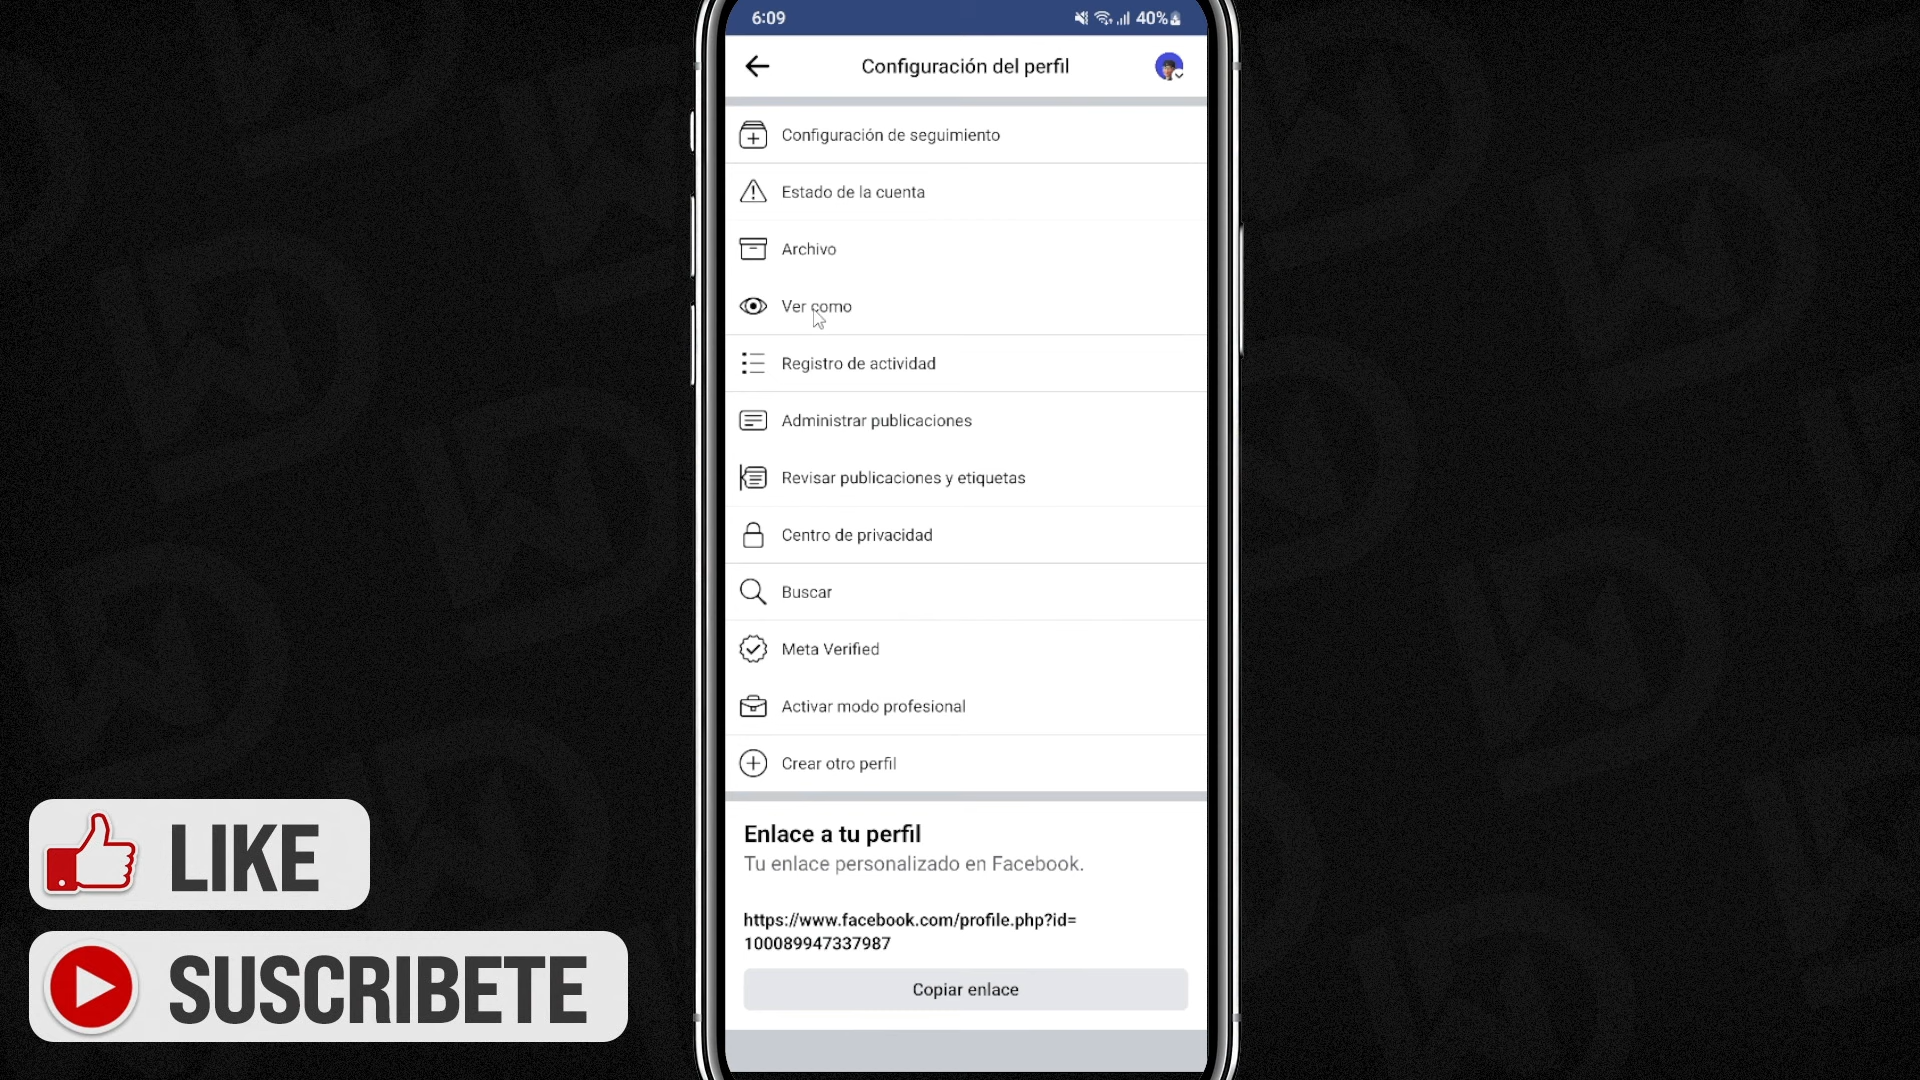 6:09
40%
Configuración del perfil
Configuración de seguimiento
Estado de la cuenta
Archivo
Ver como
Registro de actividad
Administrar publicaciones
Revisar publicaciones y etiquetas
Centro de privacidad
Buscar
Meta Verified
Activar modo profesional
Crear otro perfil
Enlace a tu perfil
Tu enlace personalizado en Facebook.
https://www.facebook.com/profile.php?id=
100089947337987
Copiar enlace
LIKE
SUSCRIBETE